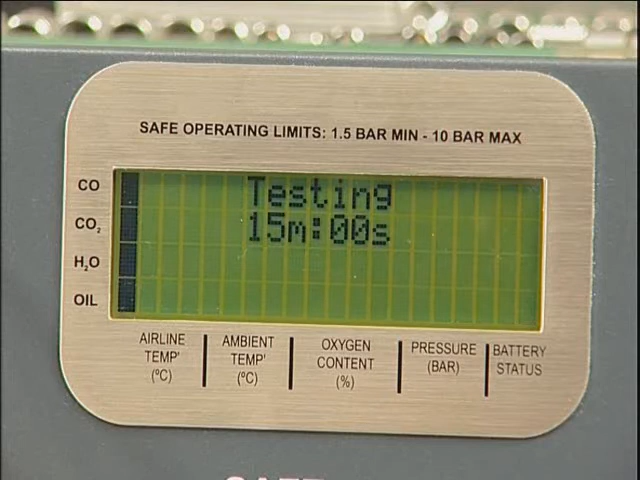 SAFE OPERATING LIMITS: 1.5 BAR MIN - 10 BAR MAX
CO
CO₂
H₂O
OIL
Testing
15m:00s
AIRLINE TEMP' (ºC)
AMBIENT TEMP' (ºC)
OXYGEN CONTENT (%)
PRESSURE (BAR)
BATTERY STATUS